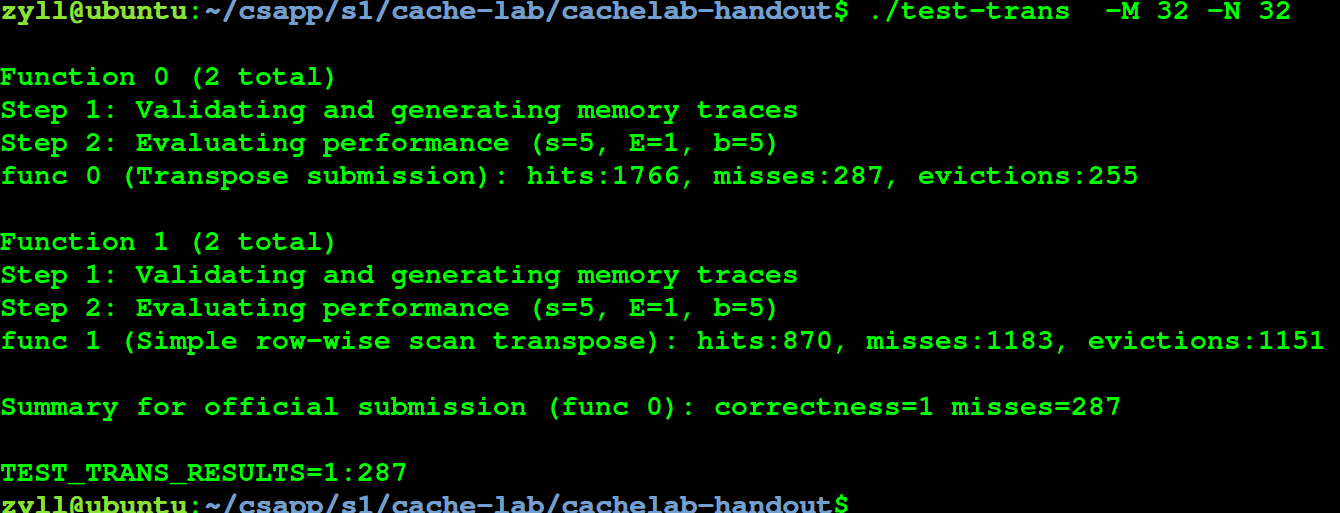 zyll@ubuntu:~/csapp/s1/cache-lab/cachelab-handout$ ./test-trans  -M 32 -N 32
Function 0 (2 total)
Step 1: Validating and generating memory traces
Step 2: Evaluating performance (s=5, E=1, b=5)
func 0 (Transpose submission): hits:1766, misses:287, evictions:255
Function 1 (2 total)
Step 1: Validating and generating memory traces
Step 2: Evaluating performance (s=5, E=1, b=5)
func 1 (Simple row-wise scan transpose): hits:870, misses:1183, evictions:1151
Summary for official submission (func 0): correctness=1 misses=287
TEST_TRANS_RESULTS=1:287
zyll@ubuntu:~/csapp/s1/cache-lab/cachelab-handout$